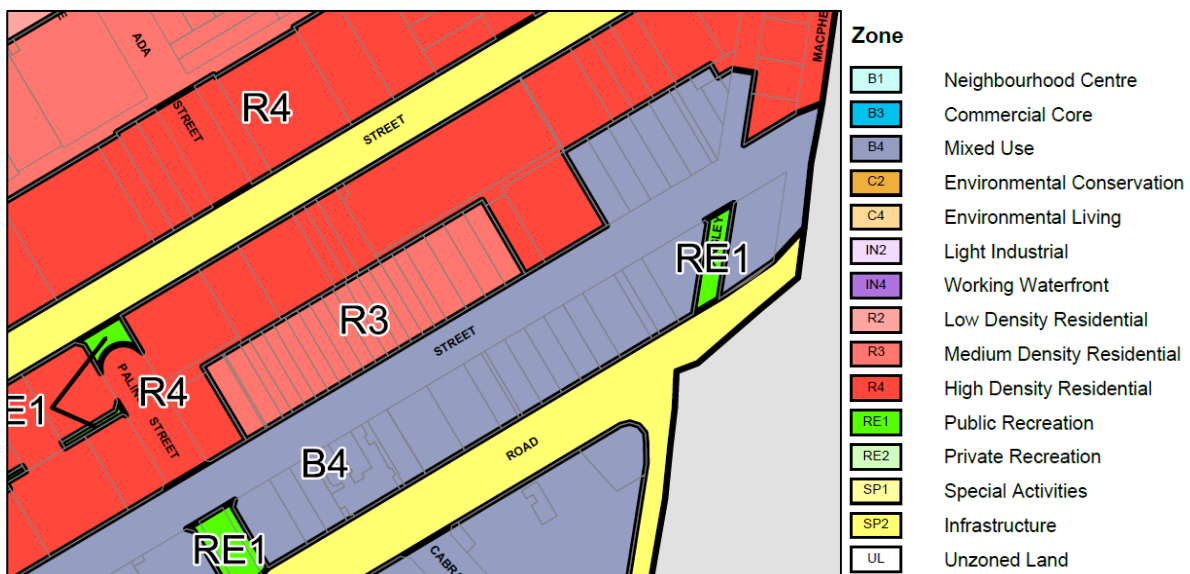 ADA
STREET
R4
STREET
MACPHE
RE1
R3
STREET
PALIN
R4
STREET
E1
B4
ROAD
RE1
CABRA
Zone
B1 Neighbourhood Centre
B3 Commercial Core
B4 Mixed Use
C2 Environmental Conservation
C4 Environmental Living
IN2 Light Industrial
IN4 Working Waterfront
R2 Low Density Residential
R3 Medium Density Residential
R4 High Density Residential
RE1 Public Recreation
RE2 Private Recreation
SP1 Special Activities
SP2 Infrastructure
UL Unzoned Land